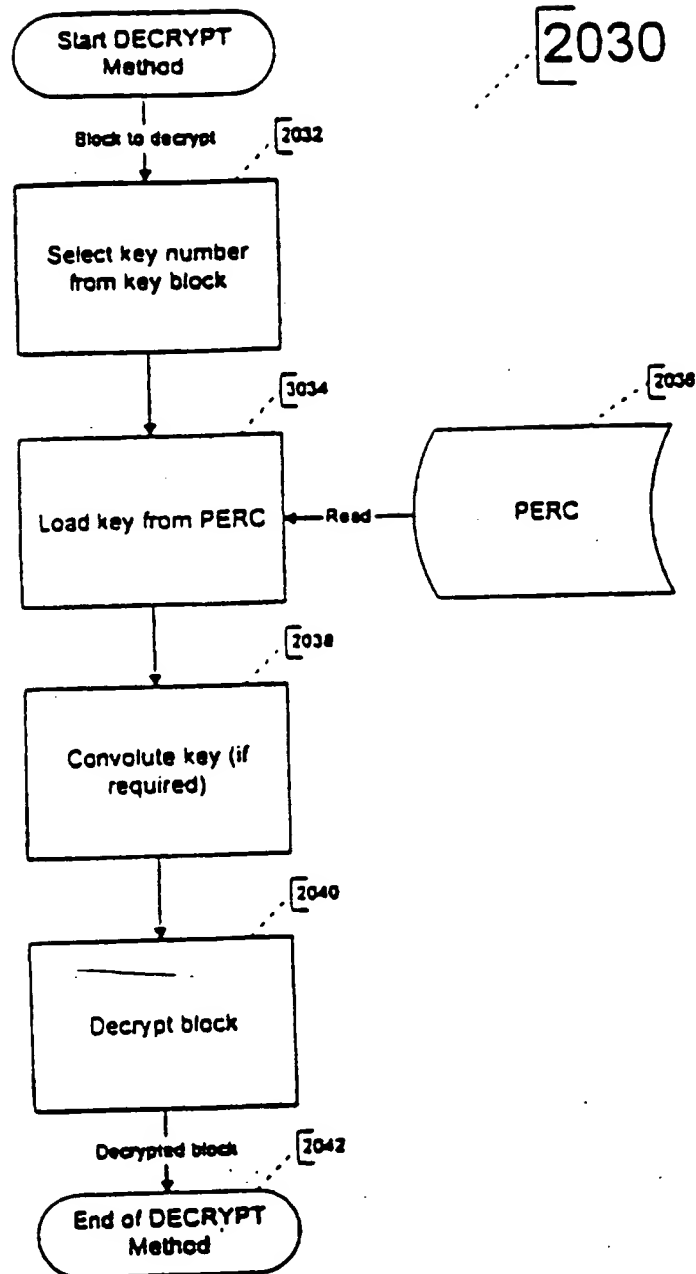 Start DECRYPT
Method
2030
Block to decrypt
2032
Select key number
from key block
3034
2036
Load key from PERC
Read
PERC
2038
Convolute key (if
required)
2040
Decrypt block
Decrypted block
2042
End of DECRYPT
Method